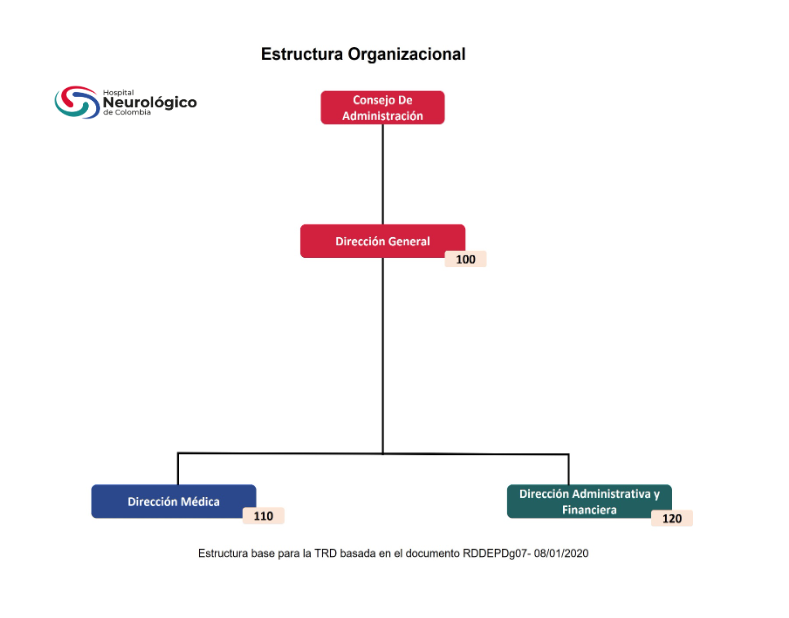 Estructura Organizacional
Hospital
Neurológico
de Colombia
Consejo De
Administración
Dirección General
100
Dirección Médica
110
Dirección Administrativa y
Financiera
120
Estructura base para la TRD basada en el documento RDDEPDg07- 08/01/2020